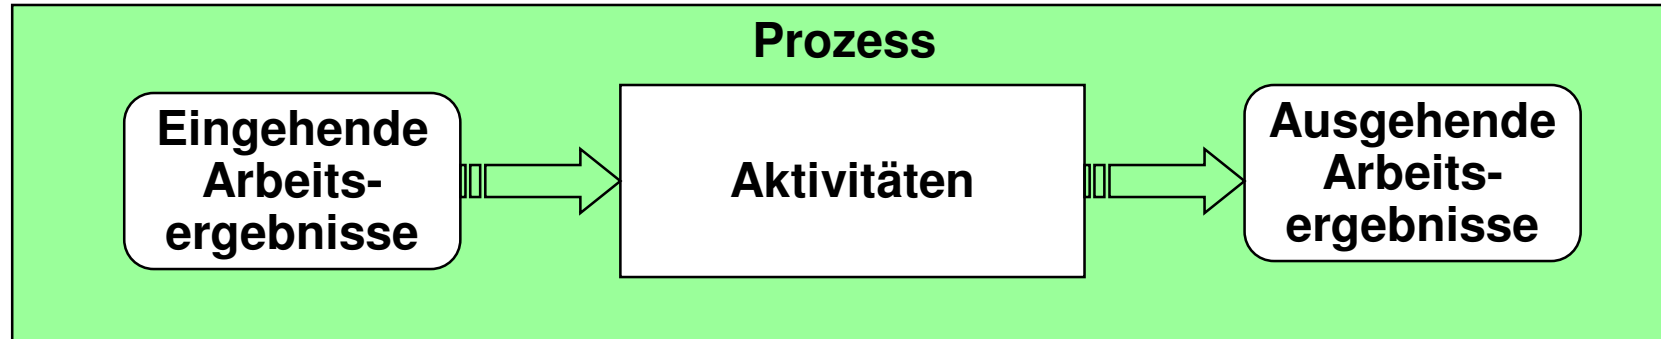 Prozess
Eingehende
Arbeits-
ergebnisse
Aktivitäten
Ausgehende
Arbeits-
ergebnisse